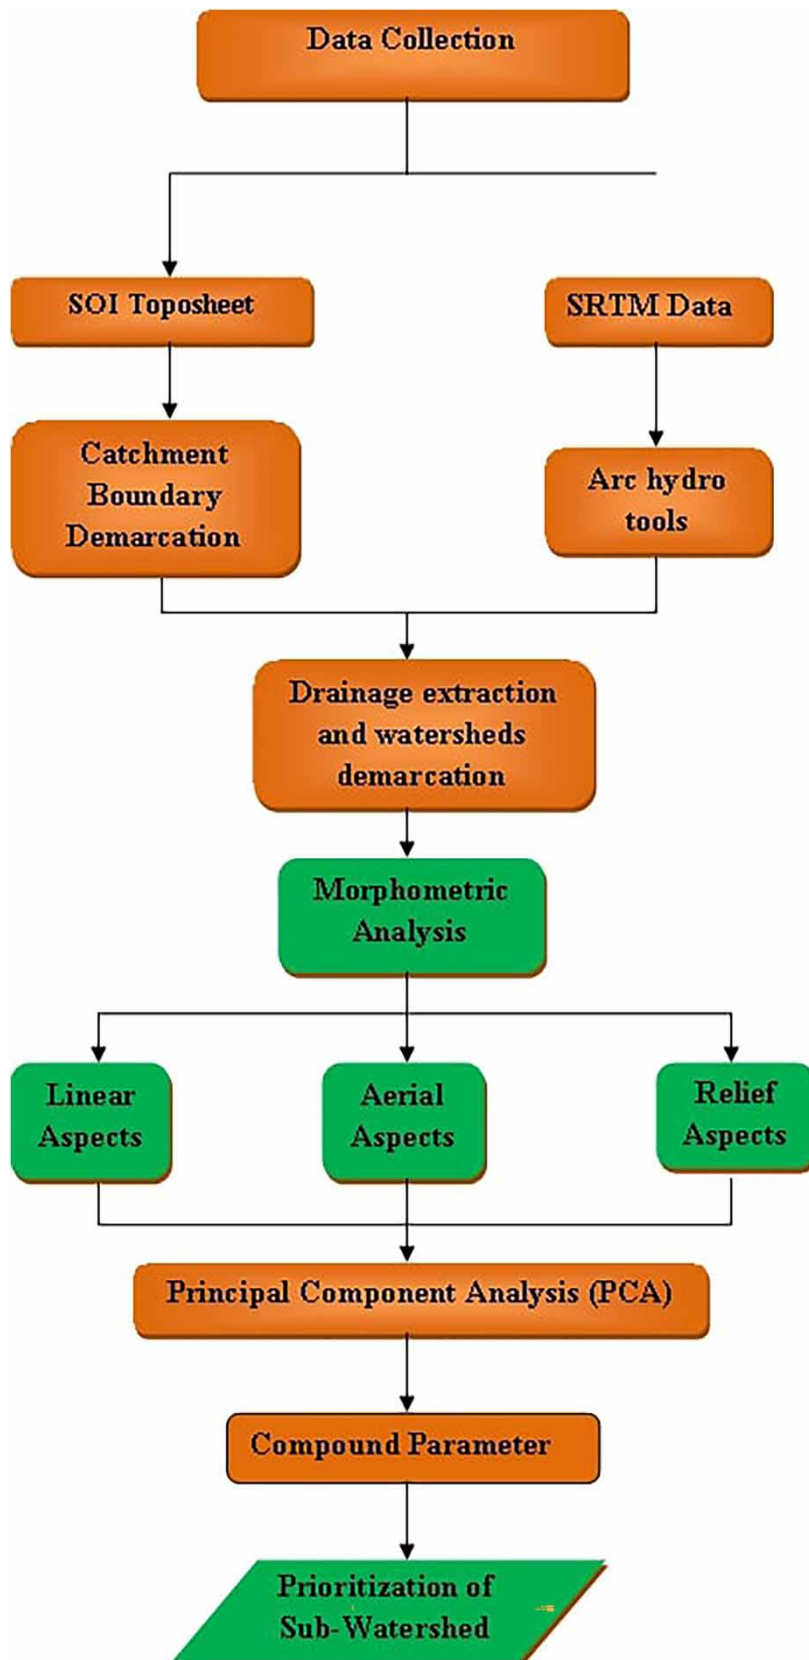 Data Collection
SOI Toposheet
SRTM Data
Catchment
Boundary
Demarcation
Arc hydro
tools
Drainage extraction
and watersheds
demarcation
Morphometric
Analysis
Linear
Aspects
Aerial
Aspects
Relief
Aspects
Principal Component Analysis (PCA)
Compound Parameter
Prioritization of
Sub-Watershed